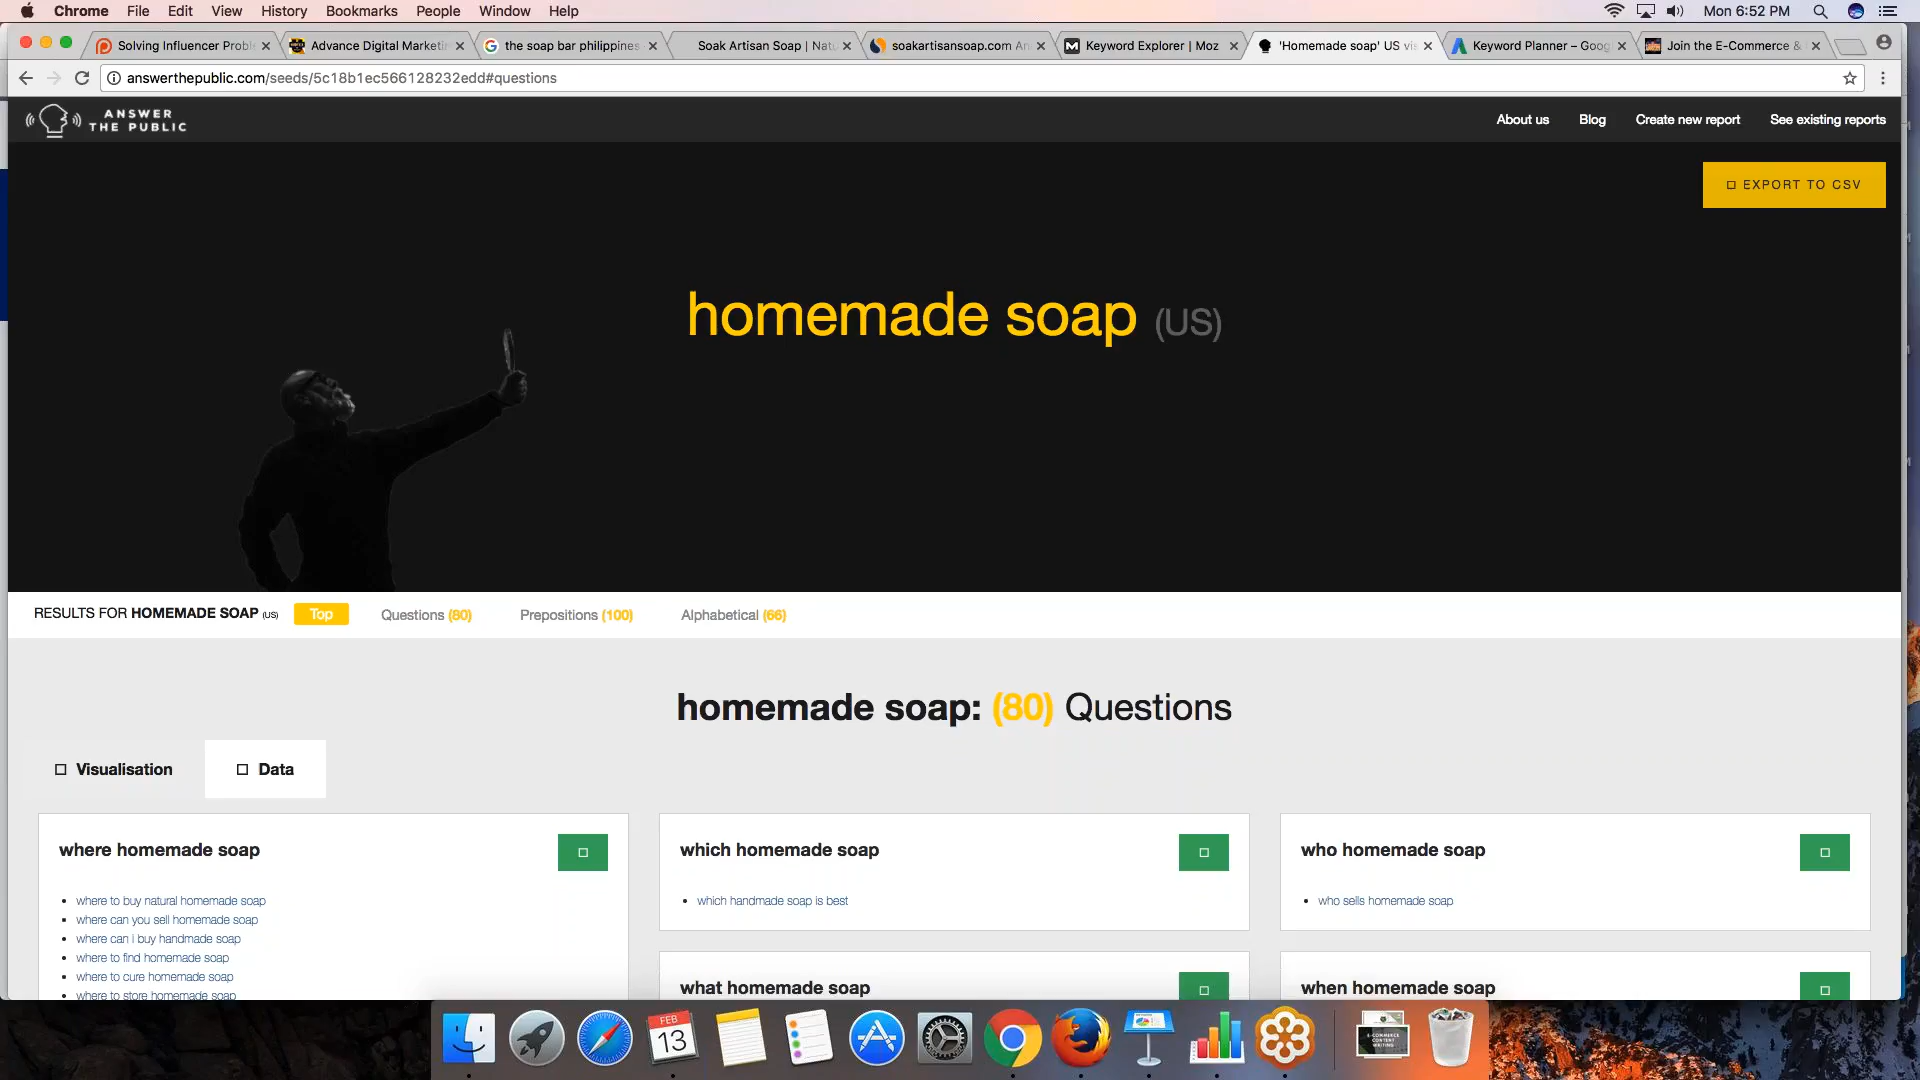 Chrome File Edit View History Bookmarks People Window Help Mon 6:52 PM
Solving Influencer Probl Advance Digital Marketin the soap bar philippines Soak Artisan Soap | Natu soakartisansoap.com An Keyword Explorer | Moz 'Homemade soap' US vis Keyword Planner – Goog Join the E-Commerce &
answerthepublic.com/seeds/5c18b1ec566128232edd#questions
ANSWER
THE PUBLIC
About us Blog Create new report See existing reports
EXPORT TO CSV
homemade soap (US)
RESULTS FOR HOMEMADE SOAP (US) Top Questions (80) Prepositions (100) Alphabetical (66)
homemade soap: (80) Questions
Visualisation Data
where homemade soap
where to buy natural homemade soap
where can you sell homemade soap
where can i buy handmade soap
where to find homemade soap
where to cure homemade soap
where to store homemade soap
which homemade soap
which handmade soap is best
who homemade soap
who sells homemade soap
what homemade soap
when homemade soap
FEB
13
E-COMMERCE
CONTENT
WRITING